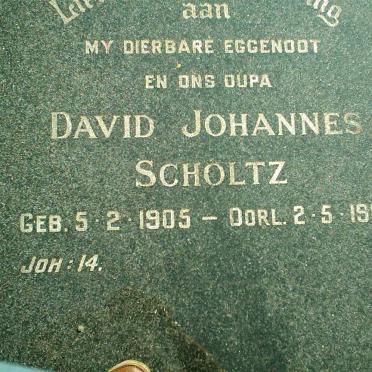 aan
MY DIERBARE EGGENOOT
EN ONS OUPA
DAVID JOHANNES
SCHOLTZ
GEB. 5·2·1905 — OORL. 2·5·19
JOH: 14.